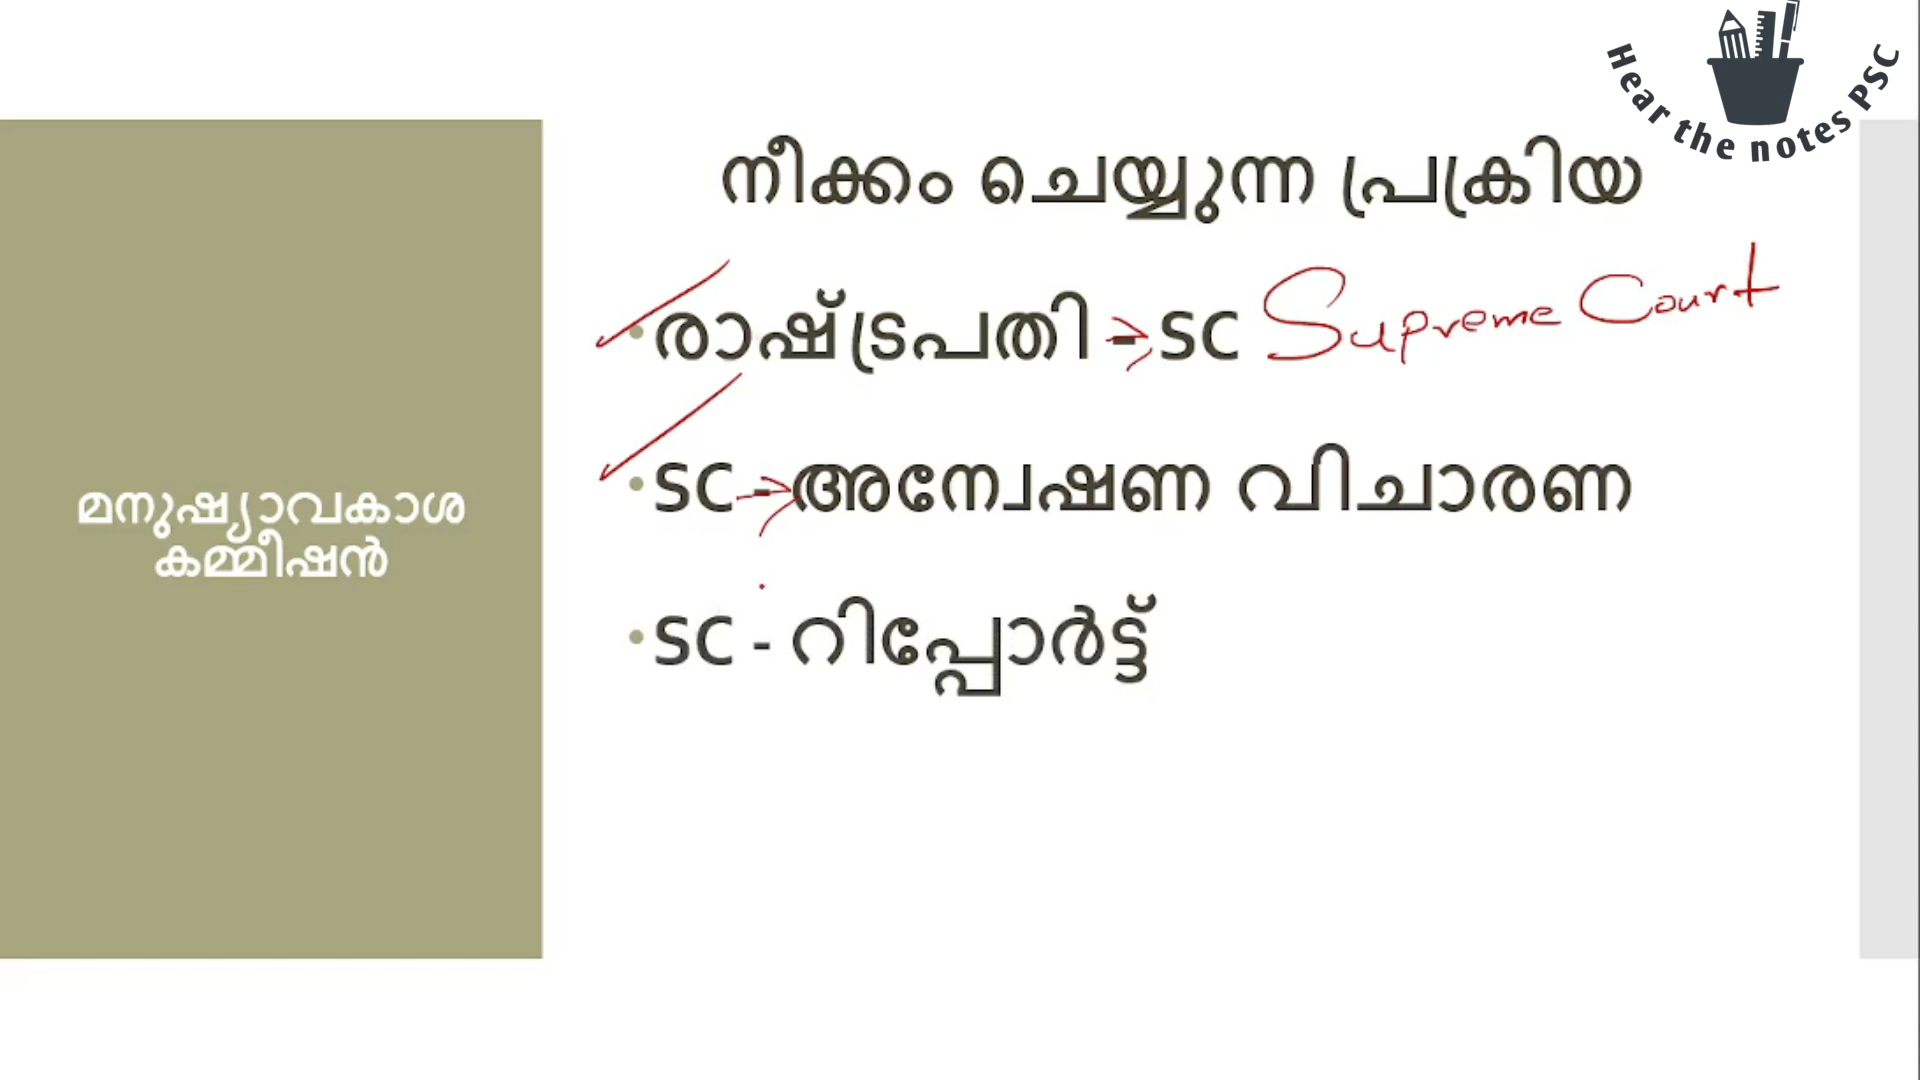 Hear the notes PSC
നീക്കം ചെയ്യുന്ന പ്രക്രിയ
• രാഷ്ട്രപതി - SC Supreme Court
• SC - അന്വേഷണ വിചാരണ
• SC - റിപ്പോർട്ട്
മനുഷ്യാവകാശ
കമ്മീഷൻ